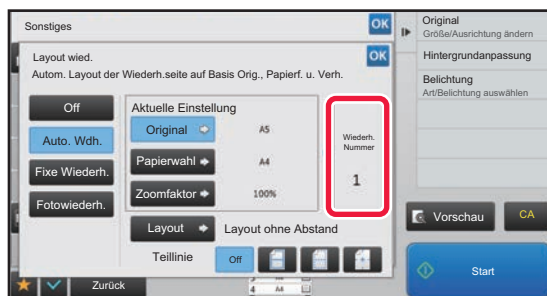 Sonstiges
OK
Layout wied.
OK
Autom. Layout der Wiederh.seite auf Basis Orig., Papierf. u. Verh.
Off
Auto. Wdh.
Fixe Wiederh.
Fotowiederh.
Aktuelle Einstellung
Original
A5
Papierwahl
A4
Zoomfaktor
100%
Wiederh.
Nummer
1
Layout
Layout ohne Abstand
Teillinie
Off
Zurück
4 A4
Original
Größe/Ausrichtung ändern
Hintergrundanpassung
Belichtung
Art/Belichtung auswählen
Vorschau
CA
Start